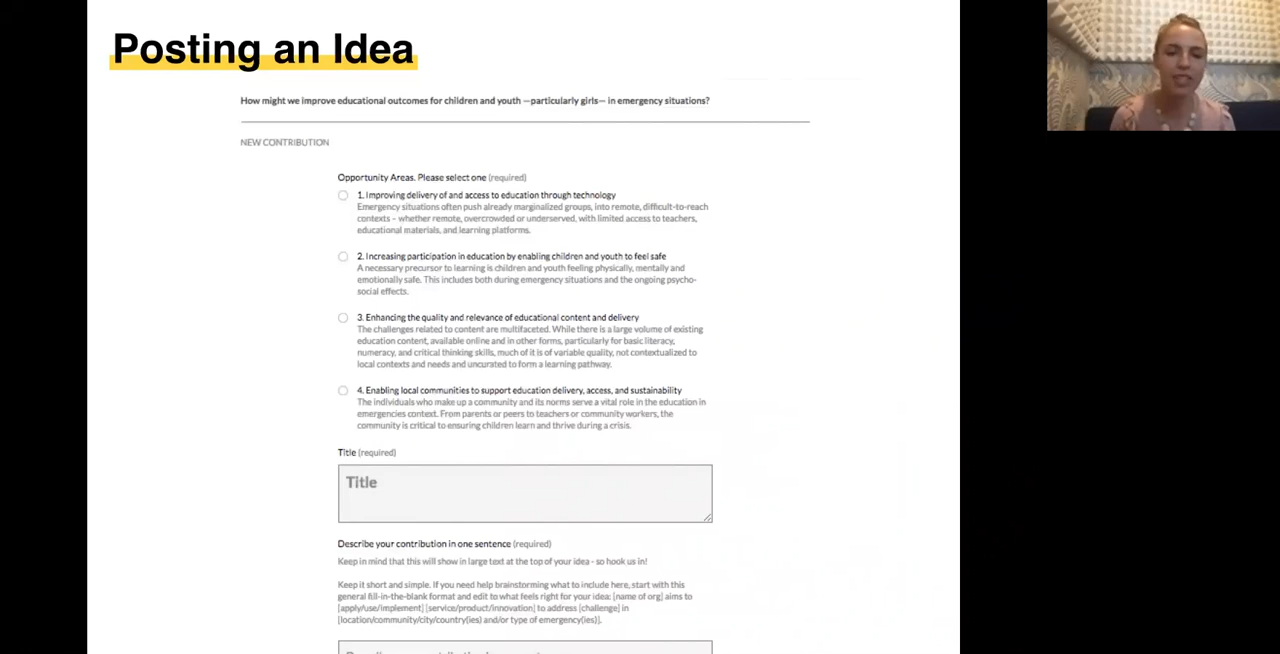 Posting an Idea
How might we improve educational outcomes for children and youth —particularly girls— in emergency situations?
NEW CONTRIBUTION
Opportunity Areas. Please select one (required)
1. Improving delivery of and access to education through technology
Emergency situations often push already marginalized groups, into remote, difficult-to-reach
contexts – whether remote, overcrowded or underserved, with limited access to teachers,
educational materials, and learning platforms.
2. Increasing participation in education by enabling children and youth to feel safe
A necessary precursor to learning is children and youth feeling physically, mentally and
emotionally safe. This includes both during emergency situations and the ongoing psycho-
social effects.
3. Enhancing the quality and relevance of educational content and delivery
The challenges related to content are multifaceted. While there is a large volume of existing
education content, available online and in other forms, particularly for basic literacy,
numeracy, and critical thinking skills, much of it is of variable quality, not contextualized to
local contexts and needs and uncurated to form a learning pathway.
4. Enabling local communities to support education delivery, access, and sustainability
The individuals who make up a community and its norms serve a vital role in the education in
emergencies context. From parents or peers to teachers or community workers, the
community is critical to ensuring children learn and thrive during a crisis.
Title (required)
Title
Describe your contribution in one sentence (required)
Keep in mind that this will show in large text at the top of your idea - so hook us in!
Keep it short and simple. If you need help brainstorming what to include here, start with this
general fill-in-the-blank format and edit to what feels right for your idea: [name of org] aims to
[apply/use/implement] [service/product/innovation] to address [challenge] in
[location/community/city/country(ies) and/or type of emergency(ies)].